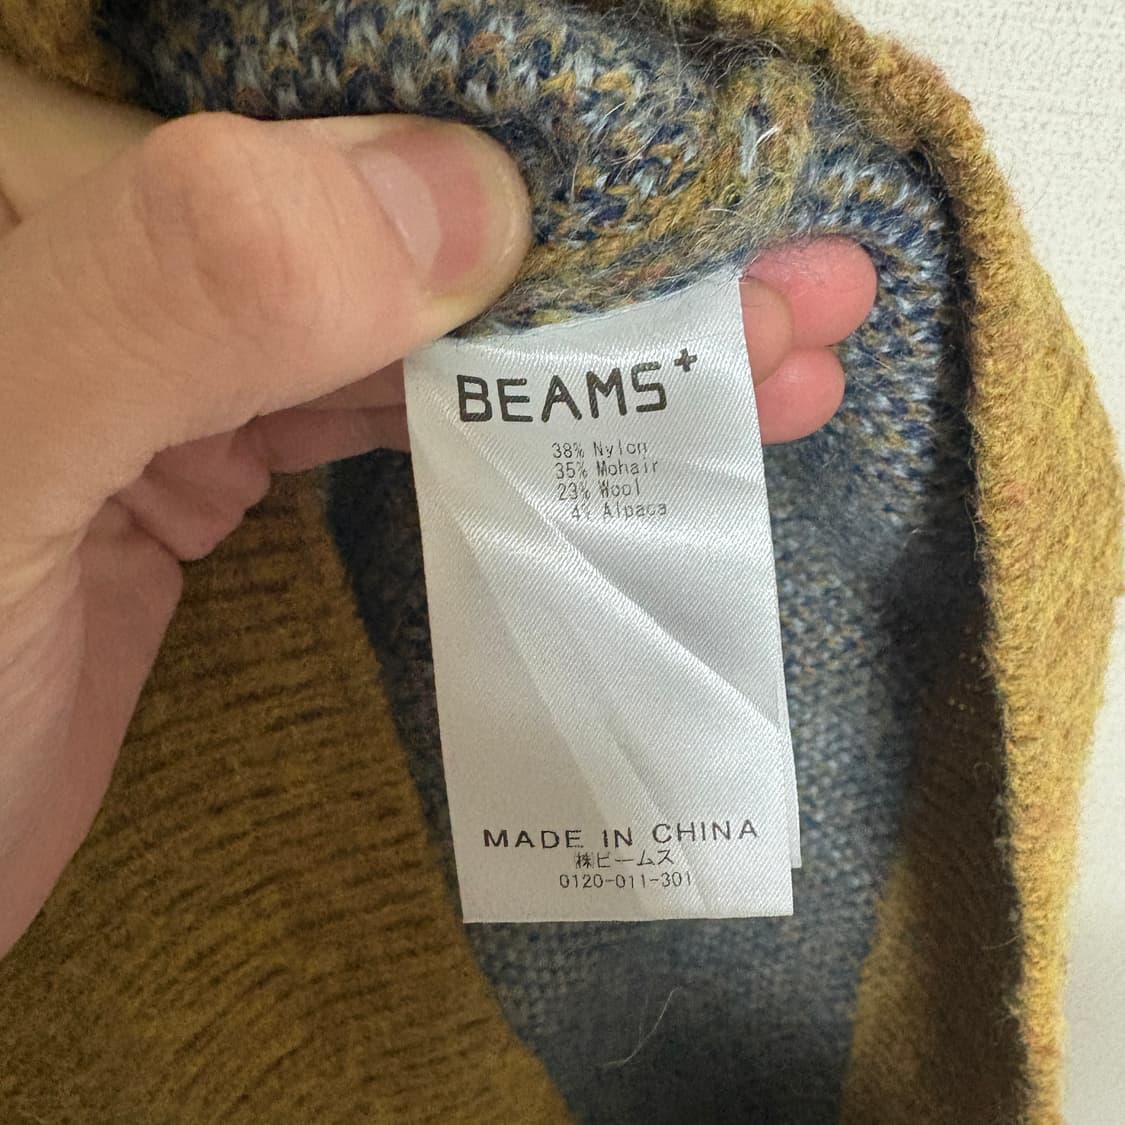 BEAMS+
38% Nylon
35% Mohair
23% Wool
4% Alpaca
MADE IN CHINA
㈱ビームス
0120-011-301